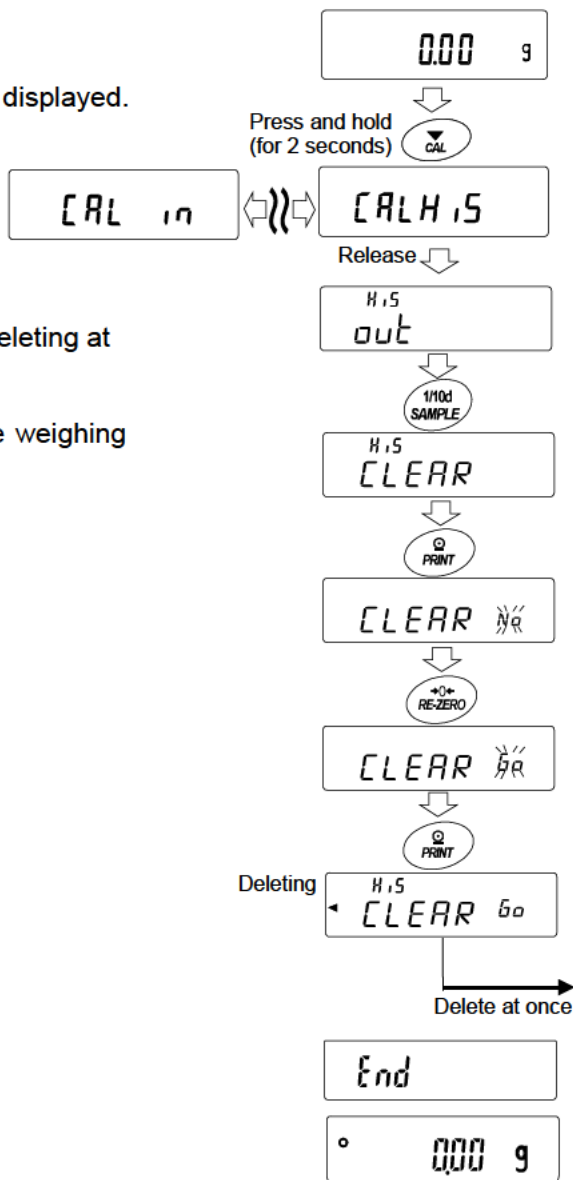 0.00 g
displayed.
Press and hold
(for 2 seconds)
CAL
CAL in
CALHiS
Release
HiS
out
eleting at
1/10d
SAMPLE
e weighing
HiS
CLEAR
PRINT
CLEAR No
→0←
RE-ZERO
CLEAR Go
PRINT
Deleting
HiS
CLEAR Go
Delete at once
End
0.00 g